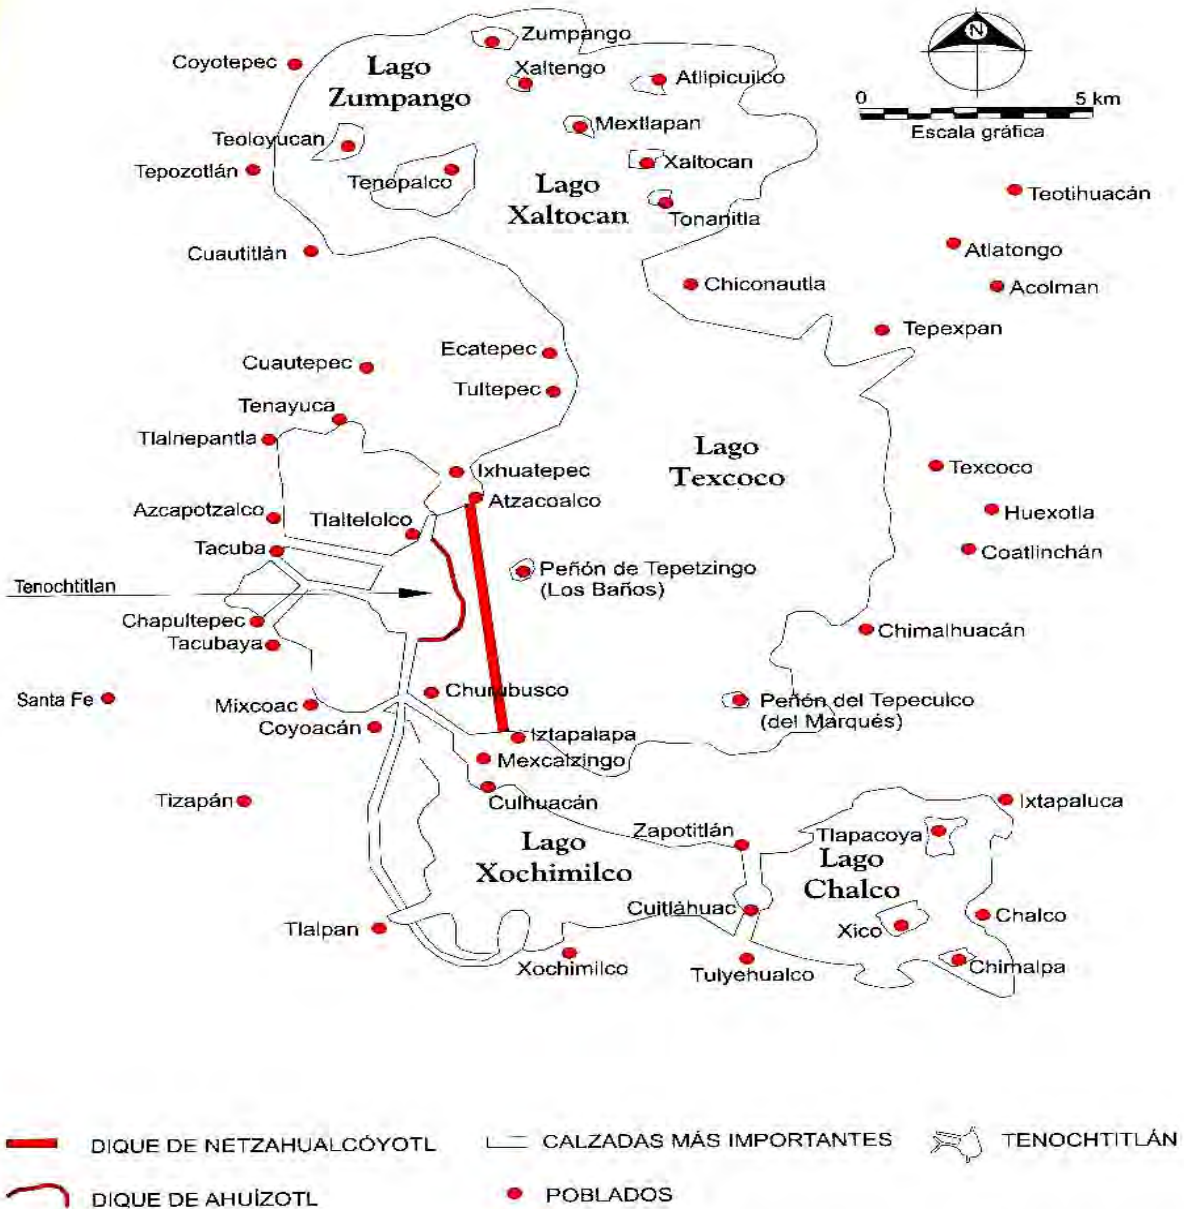 Zumpango
Coyotepec
Lago
Zumpango
Xaltengo
Atlipicuilco
N
0 5 km
Escala gráfica
Teoloyucan
Mextlapan
Tepozotlán
Tenopalco
Xaltocan
Lago
Xaltocan
Tonanitla
Teotihuacán
Cuautitlán
Atlatongo
Chiconautla
Acolman
Tepexpan
Ecatepec
Cuautepec
Tultepec
Tenayuca
Tlalnepantla
Lago
Texcoco
Ixhuatepec
Texcoco
Atzacoalco
Azcapotzalco
Tlaltelolco
Huexotla
Tacuba
Coatlinchán
Peñón de Tepetzingo
(Los Baños)
Tenochtitlan
Chapultepec
Tacubaya
Chimalhuacán
Santa Fe
Mixcoac
Churubusco
Peñón del Tepeculco
(del Márqués)
Coyoacán
Iztapalapa
Mexcalzingo
Tizapán
Culhuacán
Ixtapaluca
Zapotitlán
Tlapacoya
Lago
Xochimilco
Lago
Chalco
Cuitláhuac
Chalco
Xico
Tlalpan
Xochimilco
Tulyehualco
Chimalpa
DIQUE DE NETZAHUALCÓYOTL
CALZADAS MÁS IMPORTANTES
TENOCHTITLÁN
DIQUE DE AHUÍZOTL
POBLADOS